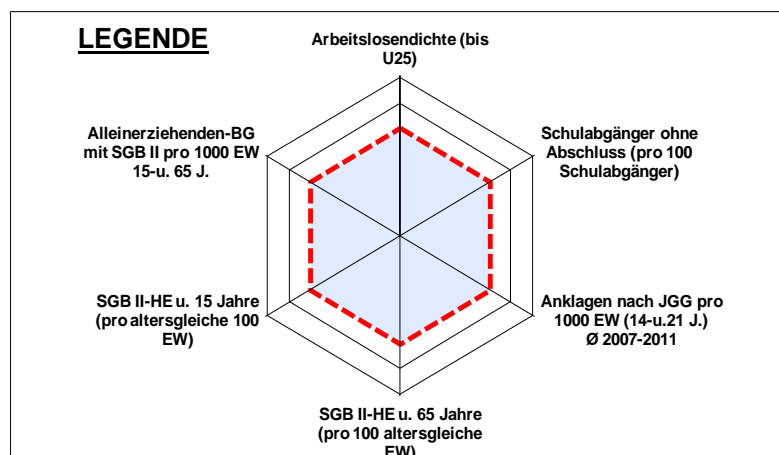 LEGENDE
Arbeitslosendichte (bis
U25)
Alleinerziehenden-BG
mit SGB II pro 1000 EW
15-u. 65 J.
Schulabgänger ohne
Abschluss (pro 100
Schulabgänger)
SGB II-HE u. 15 Jahre
(pro altersgleiche 100
EW)
Anklagen nach JGG pro
1000 EW (14-u.21 J.)
Ø 2007-2011
SGB II-HE u. 65 Jahre
(pro 100 altersgleiche
EW)